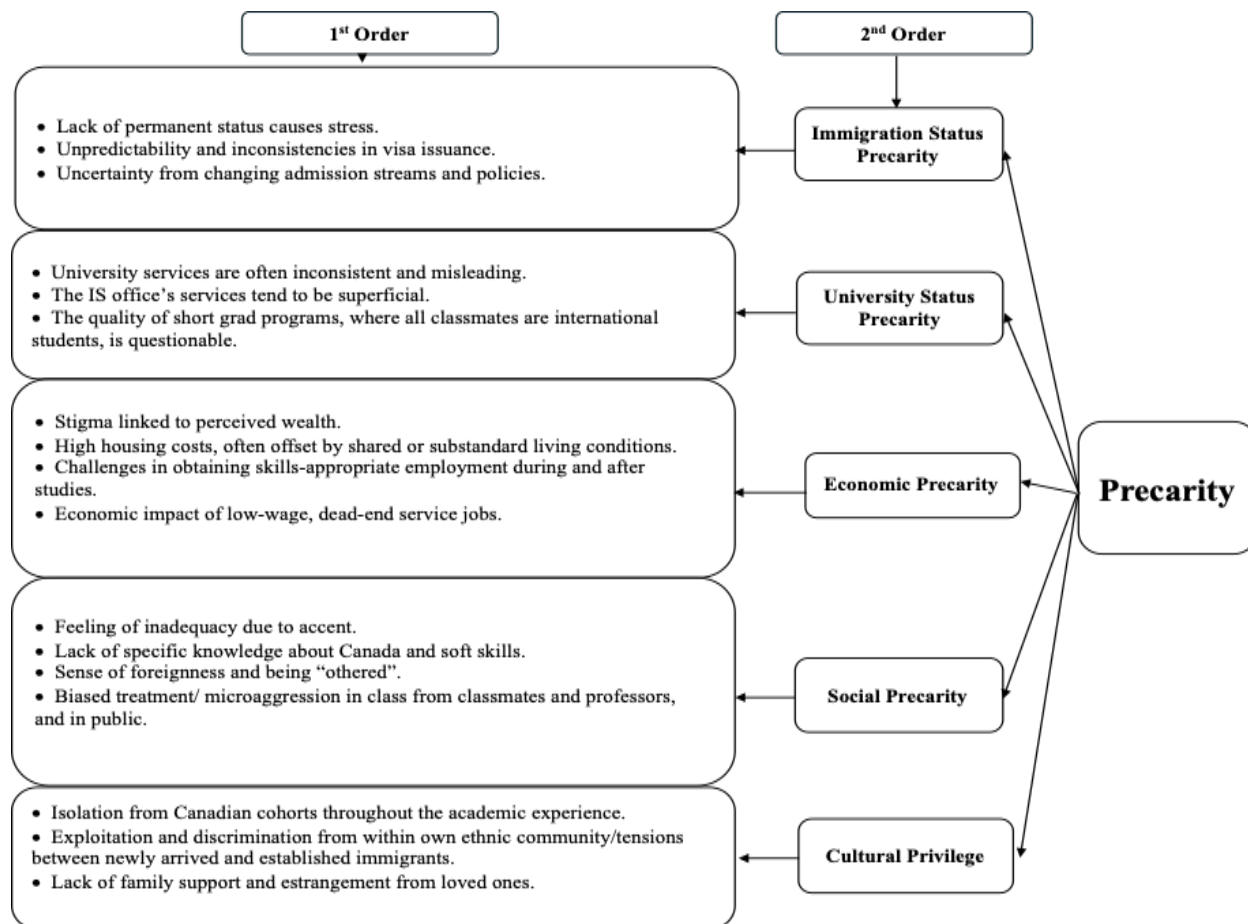 1st Order
2nd Order
• Lack of permanent status causes stress.
• Unpredictability and inconsistencies in visa issuance.
• Uncertainty from changing admission streams and policies.
Immigration Status
Precarity
• University services are often inconsistent and misleading.
• The IS office’s services tend to be superficial.
• The quality of short grad programs, where all classmates are international
students, is questionable.
University Status
Precarity
• Stigma linked to perceived wealth.
• High housing costs, often offset by shared or substandard living conditions.
• Challenges in obtaining skills-appropriate employment during and after
studies.
• Economic impact of low-wage, dead-end service jobs.
Economic Precarity
Precarity
• Feeling of inadequacy due to accent.
• Lack of specific knowledge about Canada and soft skills.
• Sense of foreignness and being “othered”.
• Biased treatment/ microaggression in class from classmates and professors,
and in public.
Social Precarity
• Isolation from Canadian cohorts throughout the academic experience.
• Exploitation and discrimination from within own ethnic community/tensions
between newly arrived and established immigrants.
• Lack of family support and estrangement from loved ones.
Cultural Privilege